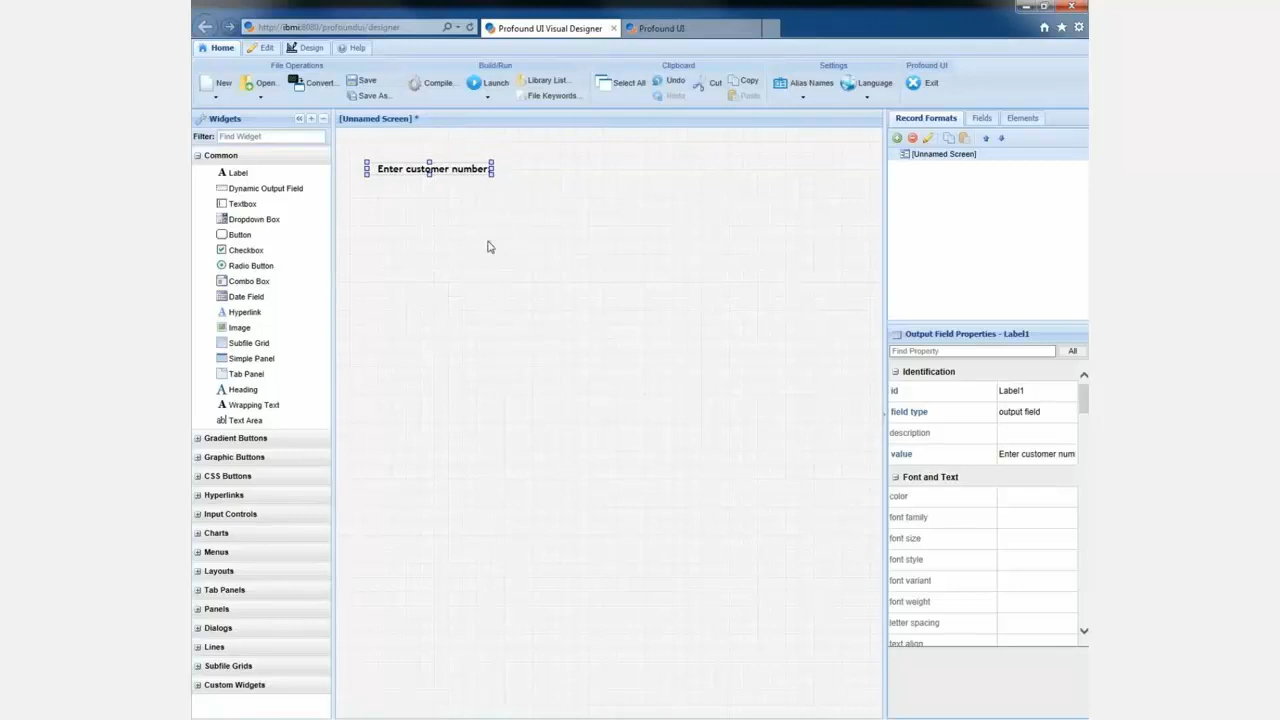 http://ibmi:8080/profoundui/designer
Profound UI Visual Designer
Profound UI
Home
Edit
Design
Help
File Operations
Build/Run
Clipboard
Settings
Profound UI
New
Open...
Convert...
Save
Save As...
Compile...
Launch
Library List...
File Keywords...
Select All
Undo
Redo
Cut
Copy
Paste
Alias Names
Language
Exit
Widgets
[Unnamed Screen] *
Record Formats
Fields
Elements
Filter:
Find Widget
[Unnamed Screen]
Common
Label
Dynamic Output Field
Textbox
Dropdown Box
Button
Checkbox
Radio Button
Combo Box
Date Field
Hyperlink
Image
Subfile Grid
Simple Panel
Tab Panel
Heading
Wrapping Text
Text Area
Gradient Buttons
Graphic Buttons
CSS Buttons
Hyperlinks
Input Controls
Charts
Menus
Layouts
Tab Panels
Panels
Dialogs
Lines
Subfile Grids
Custom Widgets
Enter customer number
Output Field Properties - Label1
Find Property
All
Identification
id Label1
field type output field
description
value Enter customer num
Font and Text
color
font family
font size
font style
font variant
font weight
letter spacing
text align